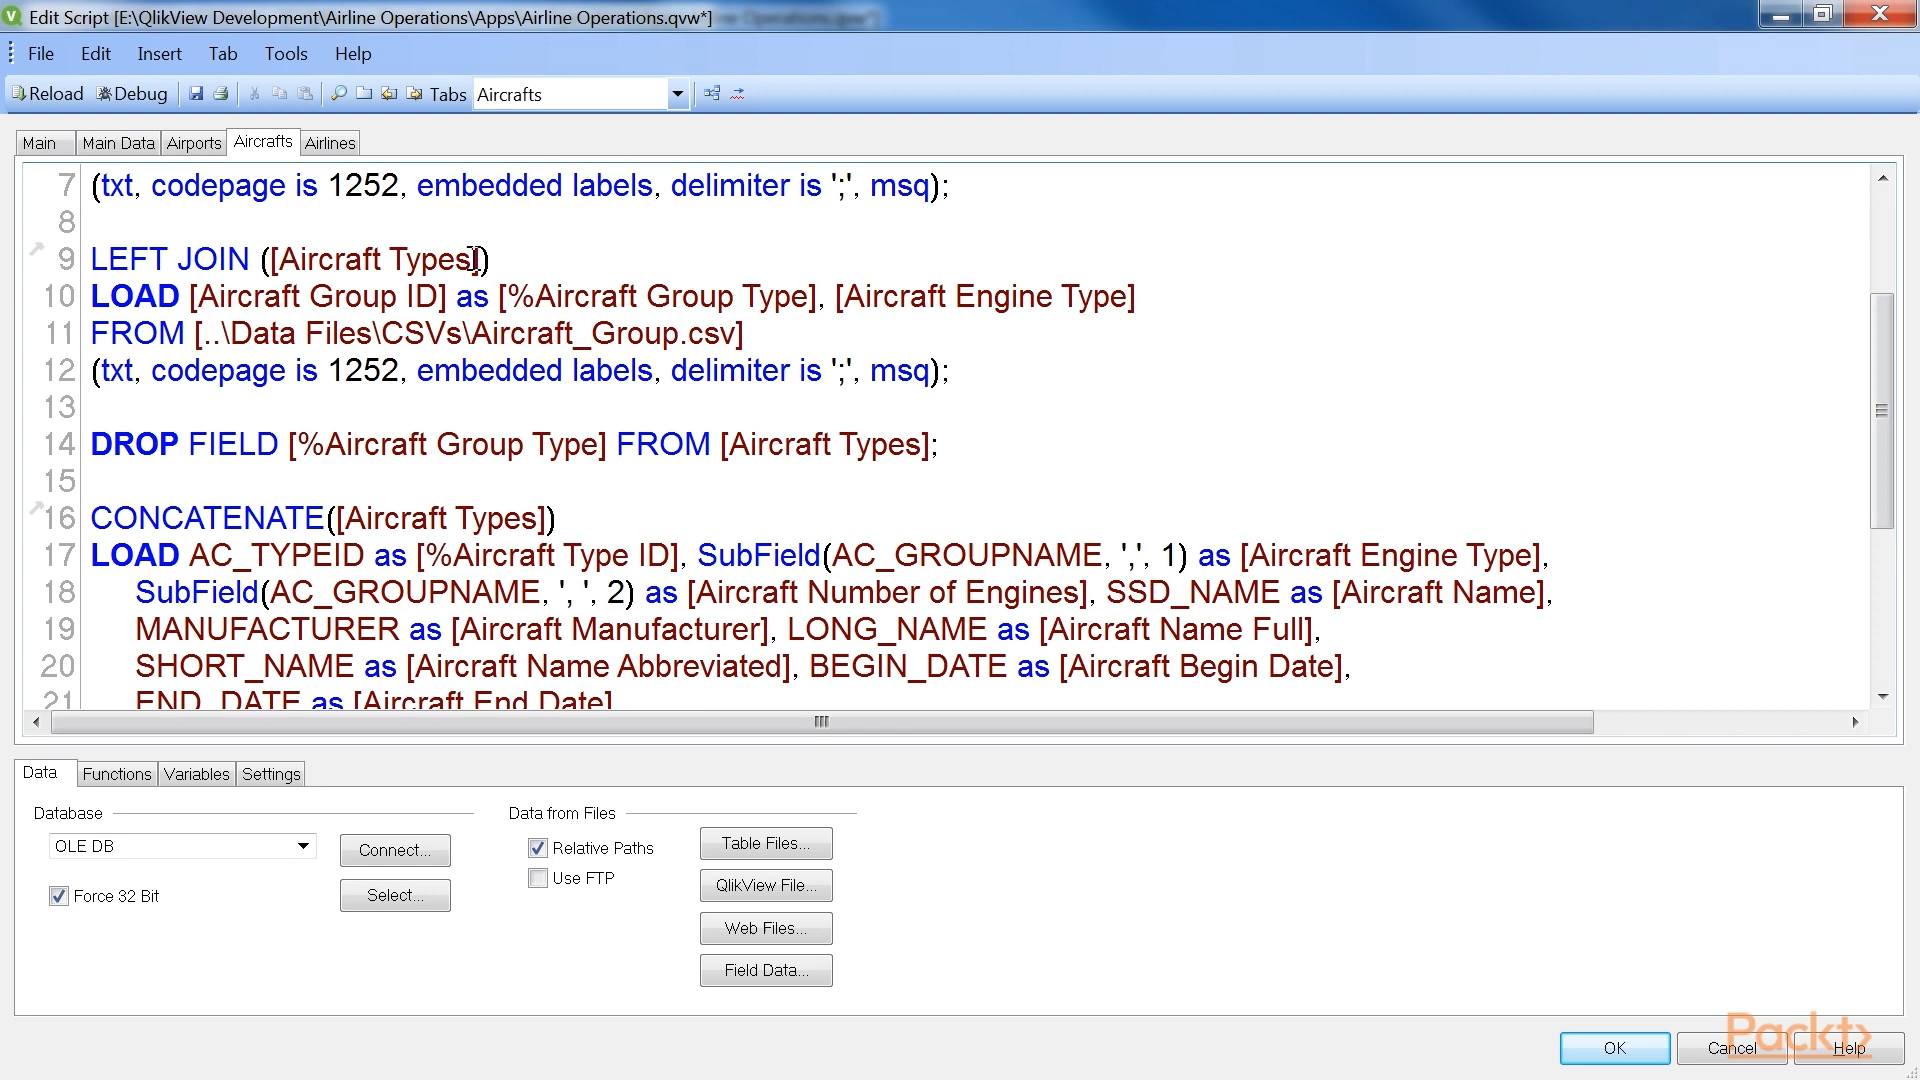 Edit Script [E:\QlikView Development\Airline Operations\Apps\Airline Operations.qvw*]
File Edit Insert Tab Tools Help
Reload Debug Tabs Aircrafts
Main Main Data Airports Aircrafts Airlines
7 (txt, codepage is 1252, embedded labels, delimiter is ';', msq);
8
9 LEFT JOIN ([Aircraft Types])
10 LOAD [Aircraft Group ID] as [%Aircraft Group Type], [Aircraft Engine Type]
11 FROM [..\Data Files\CSVs\Aircraft_Group.csv]
12 (txt, codepage is 1252, embedded labels, delimiter is ';', msq);
13
14 DROP FIELD [%Aircraft Group Type] FROM [Aircraft Types];
15
16 CONCATENATE([Aircraft Types])
17 LOAD AC_TYPEID as [%Aircraft Type ID], SubField(AC_GROUPNAME, ',', 1) as [Aircraft Engine Type],
18 SubField(AC_GROUPNAME, ', ', 2) as [Aircraft Number of Engines], SSD_NAME as [Aircraft Name],
19 MANUFACTURER as [Aircraft Manufacturer], LONG_NAME as [Aircraft Name Full],
20 SHORT_NAME as [Aircraft Name Abbreviated], BEGIN_DATE as [Aircraft Begin Date],
21 END_DATE as [Aircraft End Date]
Data Functions Variables Settings
Database
OLE DB
Connect...
Force 32 Bit
Select...
Data from Files
Relative Paths
Use FTP
Table Files...
QlikView File...
Web Files...
Field Data...
Packt
OK Cancel Help